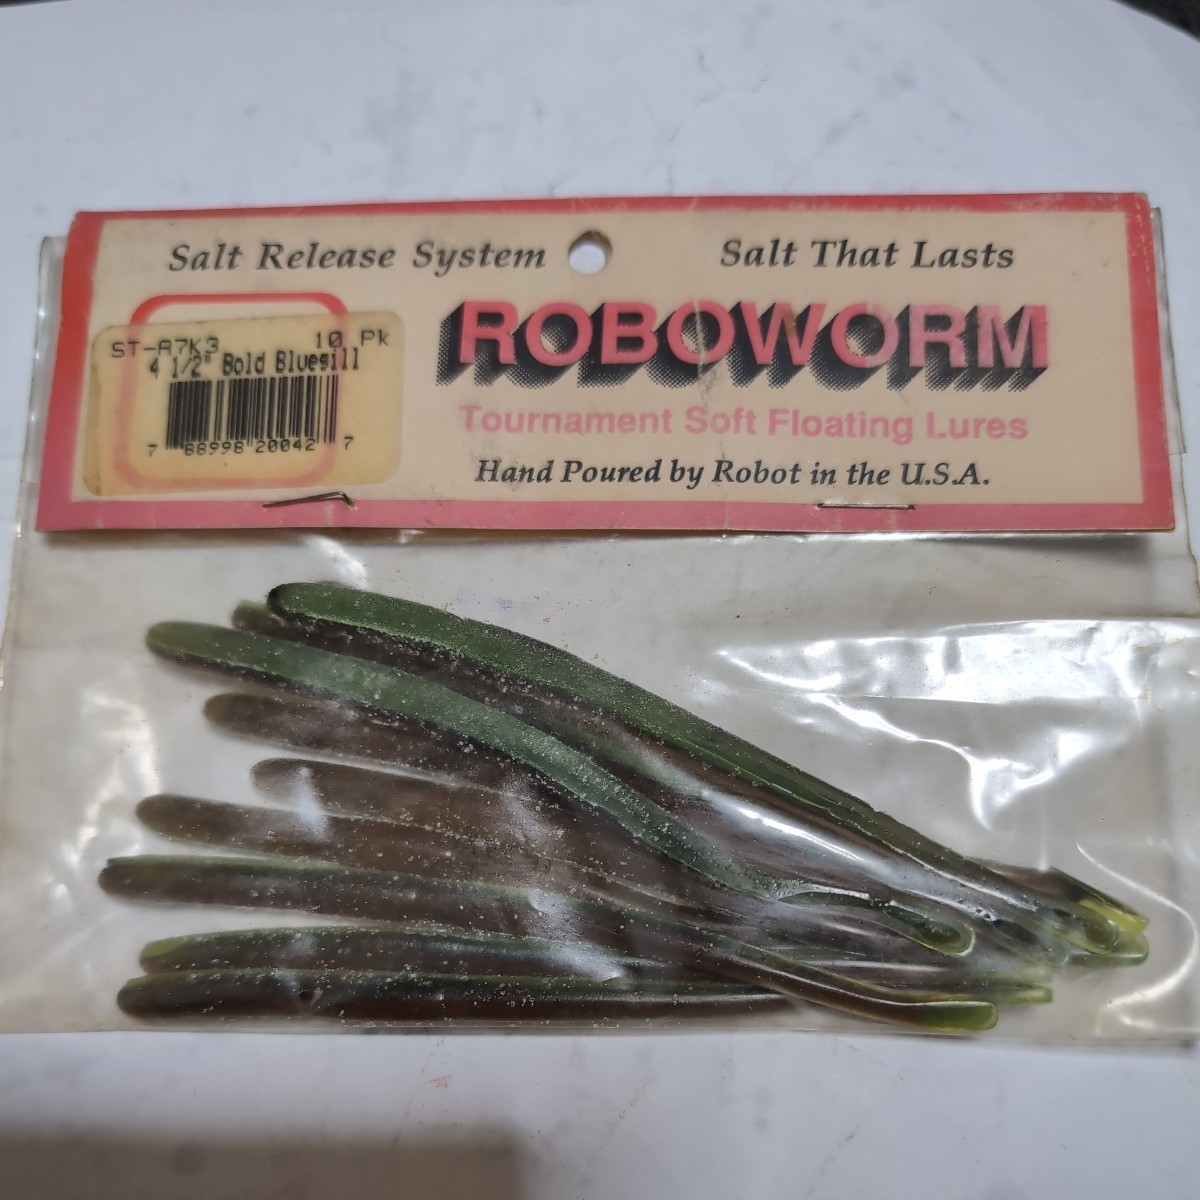 Salt Release System
Salt That Lasts
ST-A7K3 10 Pk
4 1/2" Bold Bluegill
7 88998 20042 7
ROBOWORM
Tournament Soft Floating Lures
Hand Poured by Robot in the U.S.A.